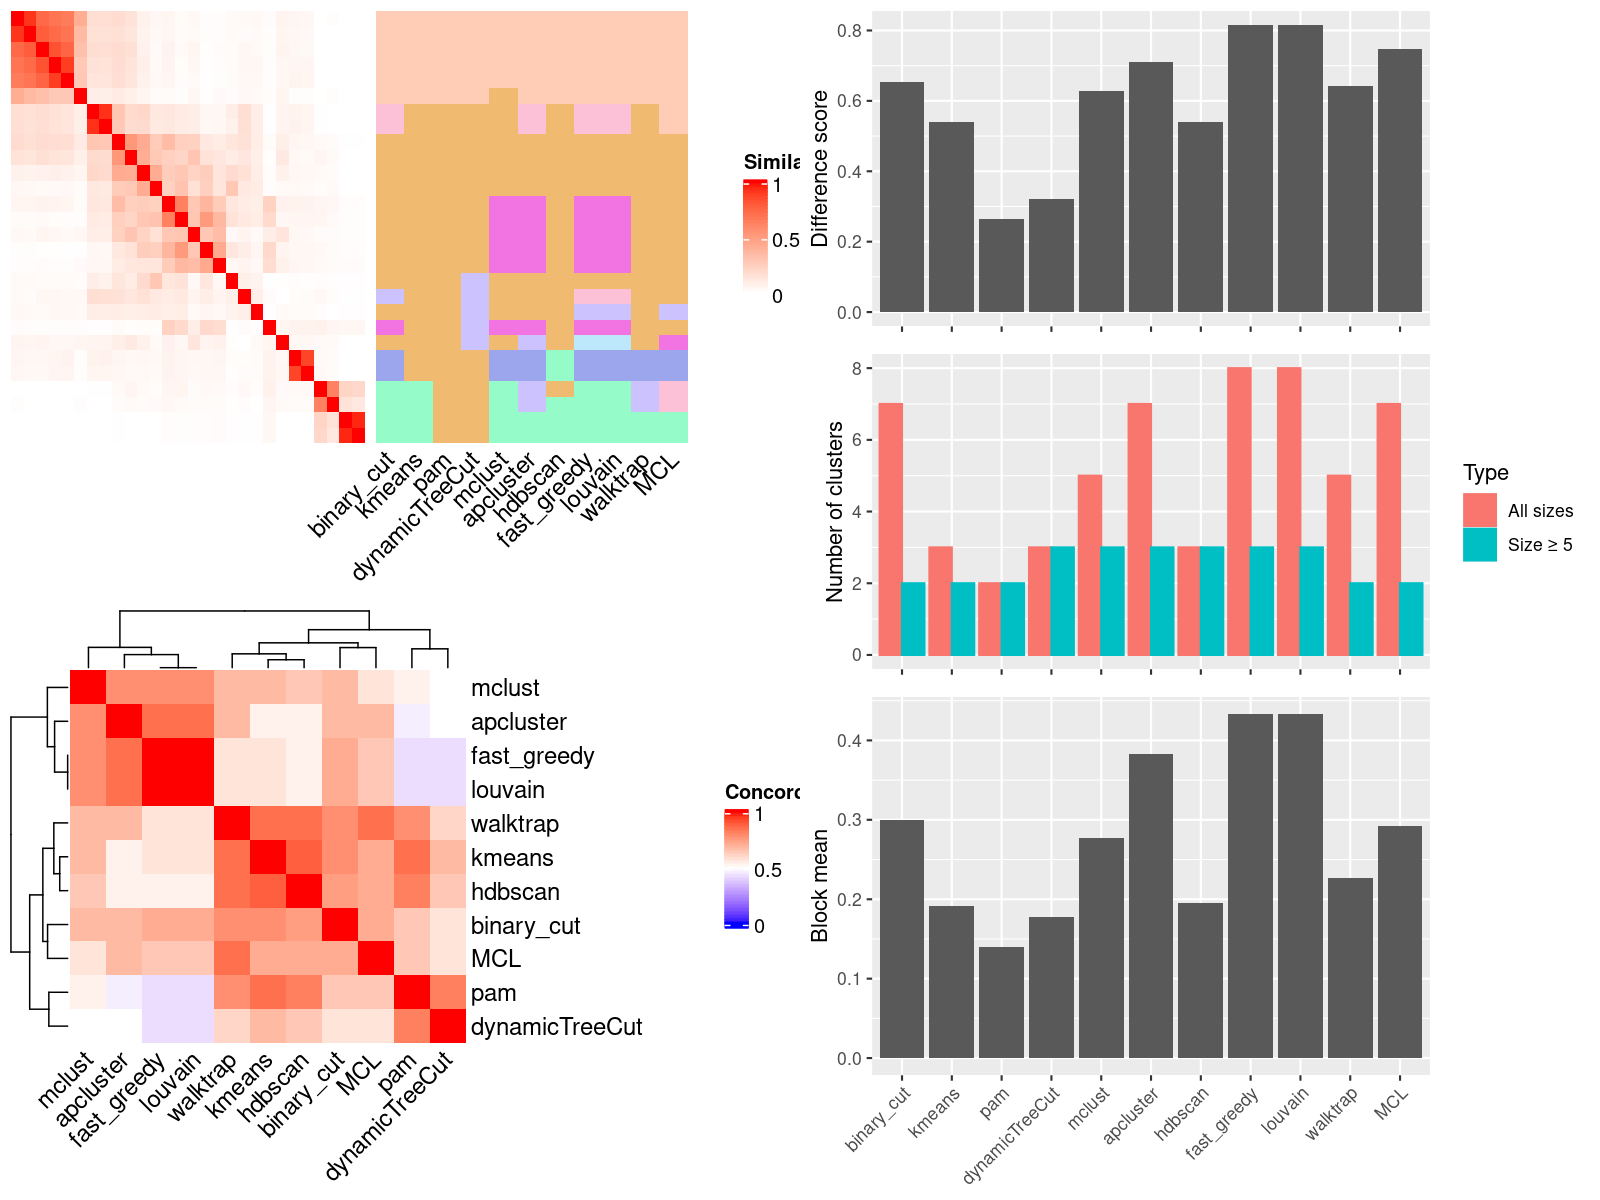 Simila
1
0.5
0
binary_cut
kmeans
pam
dynamicTreeCut
mclust
apcluster
hdbscan
fast_greedy
louvain
walktrap
MCL
mclust
apcluster
fast_greedy
louvain
walktrap
kmeans
hdbscan
binary_cut
MCL
pam
dynamicTreeCut
mclust
apcluster
fast_greedy
louvain
walktrap
kmeans
hdbscan
binary_cut
MCL
pam
dynamicTreeCut
Concord
1
0.5
0
Difference score
0.8
0.6
0.4
0.2
0.0
Number of clusters
8
6
4
2
0
Type
All sizes
Size ≥ 5
Block mean
0.4
0.3
0.2
0.1
0.0
binary_cut
kmeans
pam
dynamicTreeCut
mclust
apcluster
hdbscan
fast_greedy
louvain
walktrap
MCL